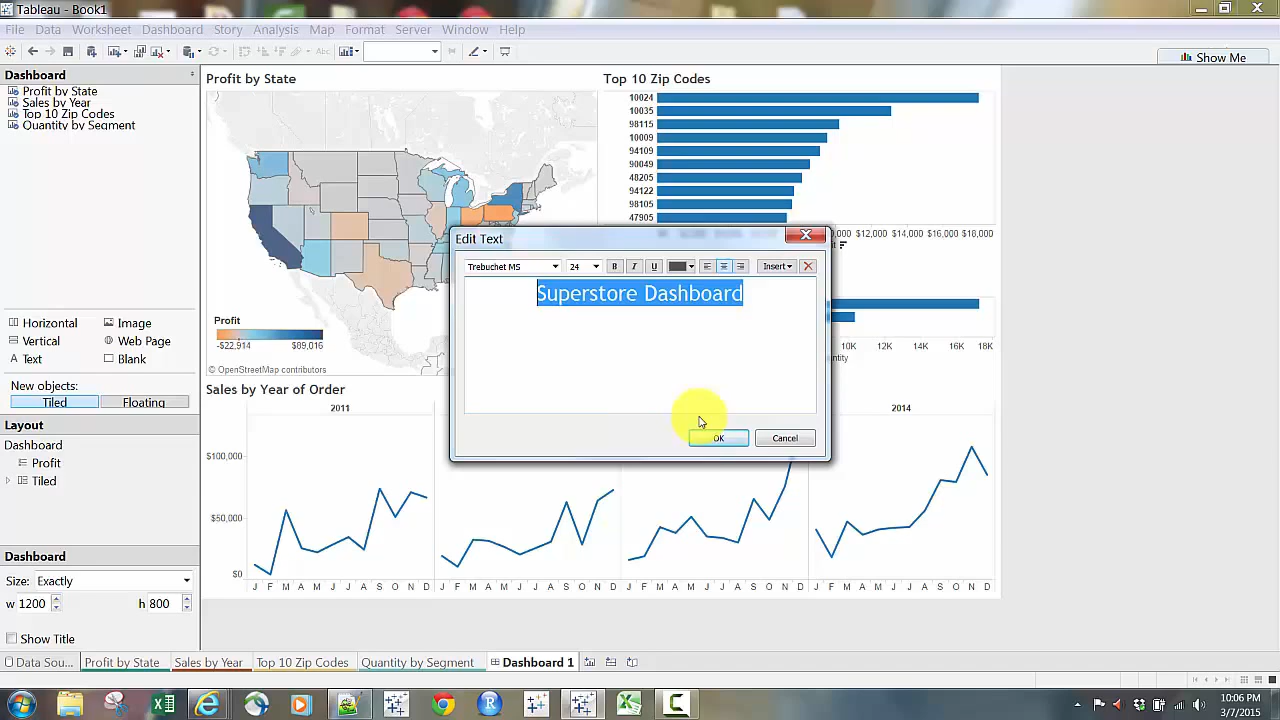 Tableau - Book1
File Data Worksheet Dashboard Story Analysis Map Format Server Window Help
Abc
Show Me
Dashboard
Profit by State
Sales by Year
Top 10 Zip Codes
Quantity by Segment
Horizontal Image
Vertical Web Page
A Text Blank
New objects:
Tiled Floating
Layout
Dashboard
Profit
Tiled
Dashboard
Size: Exactly
w 1200 h 800
Show Title
Profit by State
Profit
-$22,914 $89,016
© OpenStreetMap contributors
Top 10 Zip Codes
10024
10035
98115
10009
94109
90049
48205
94122
98105
47905
$12,000 $14,000 $16,000 $18,000
10K 12K 14K 16K 18K
Edit Text
Trebuchet MS 24 B I U Insert
Superstore Dashboard
OK Cancel
Sales by Year of Order
2011 2014
$100,000
$50,000
$0
J F M A M J J A S O N D J F M A M J J A S O N D J F M A M J J A S O N D J F M A M J J A S O N D
Data Sou... Profit by State Sales by Year Top 10 Zip Codes Quantity by Segment Dashboard 1
10:06 PM
3/7/2015